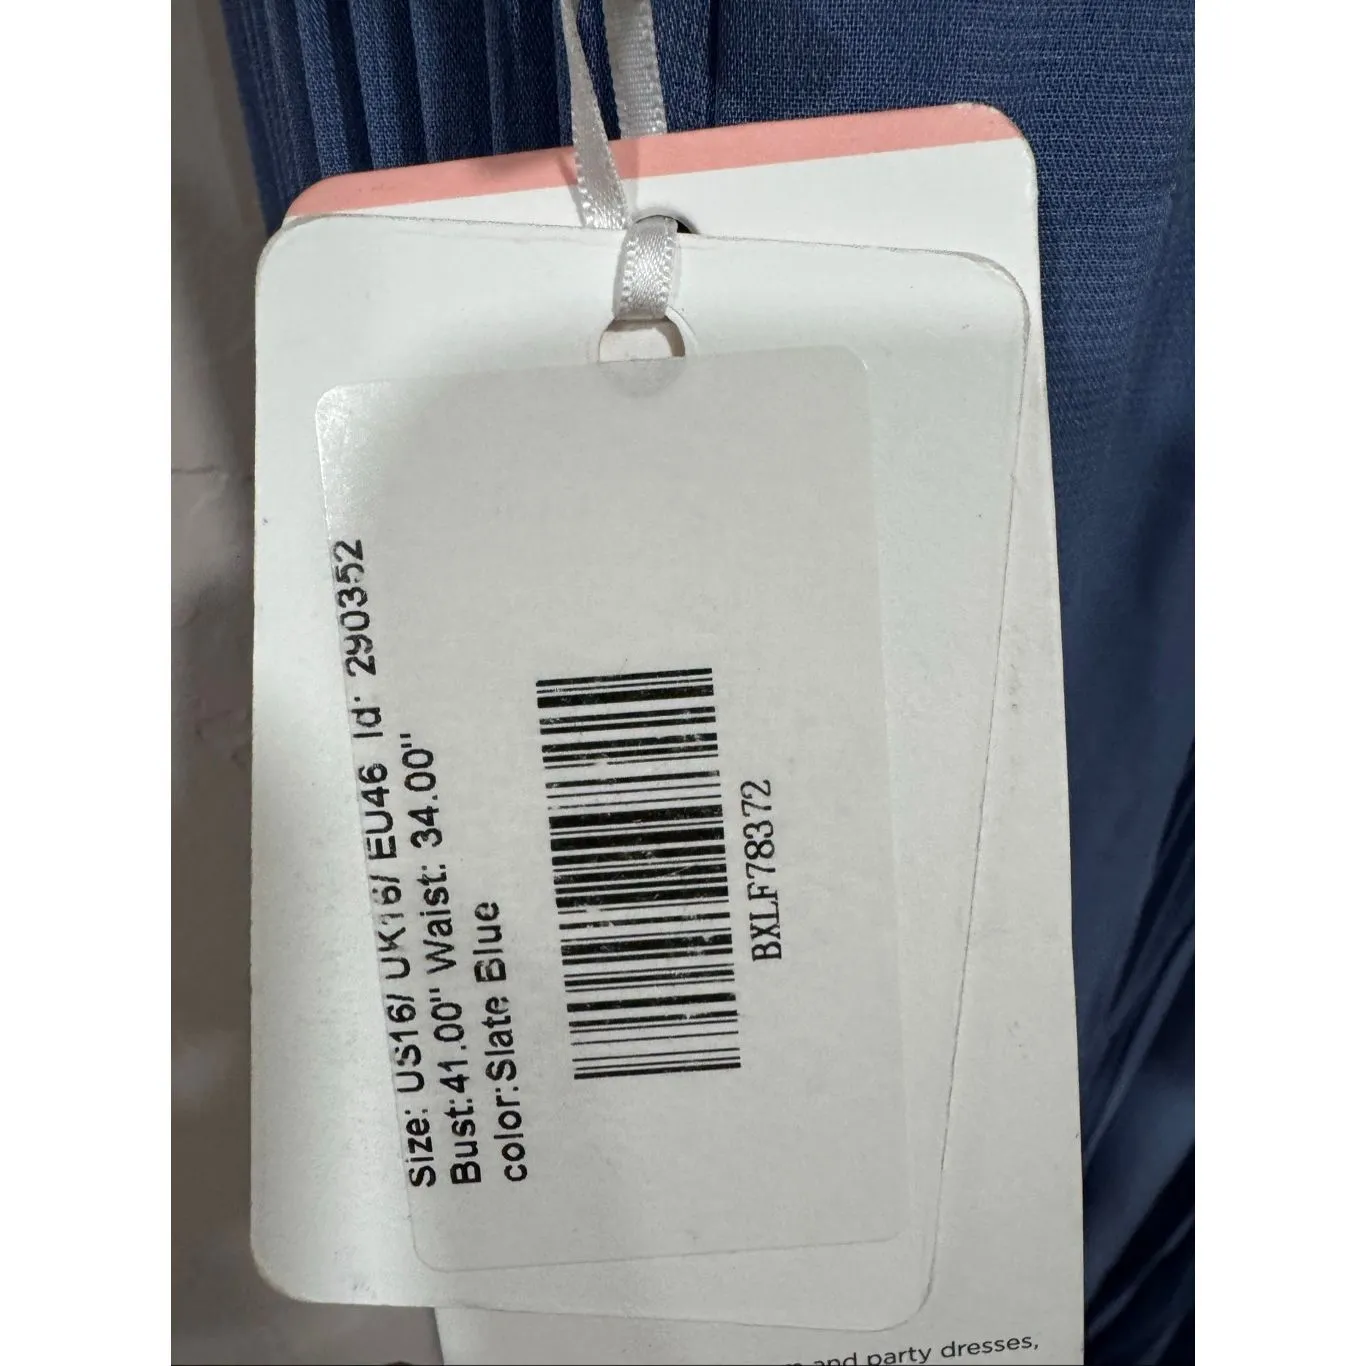 Size: US16/ UK16/ EU46 Id: 290352
Bust:41.00" Waist: 34.00"
color:Slate Blue
BXLF78372
and party dresses,